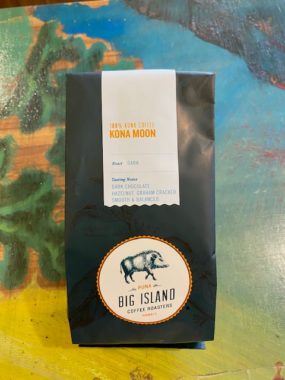 100% KONA COFFEE
KONA MOON
Roast DARK
Tasting Notes
DARK CHOCOLATE
HAZELNUT, GRAHAM CRACKER
SMOOTH & BALANCED
PUNA
BIG ISLAND
COFFEE ROASTERS
HAWAII